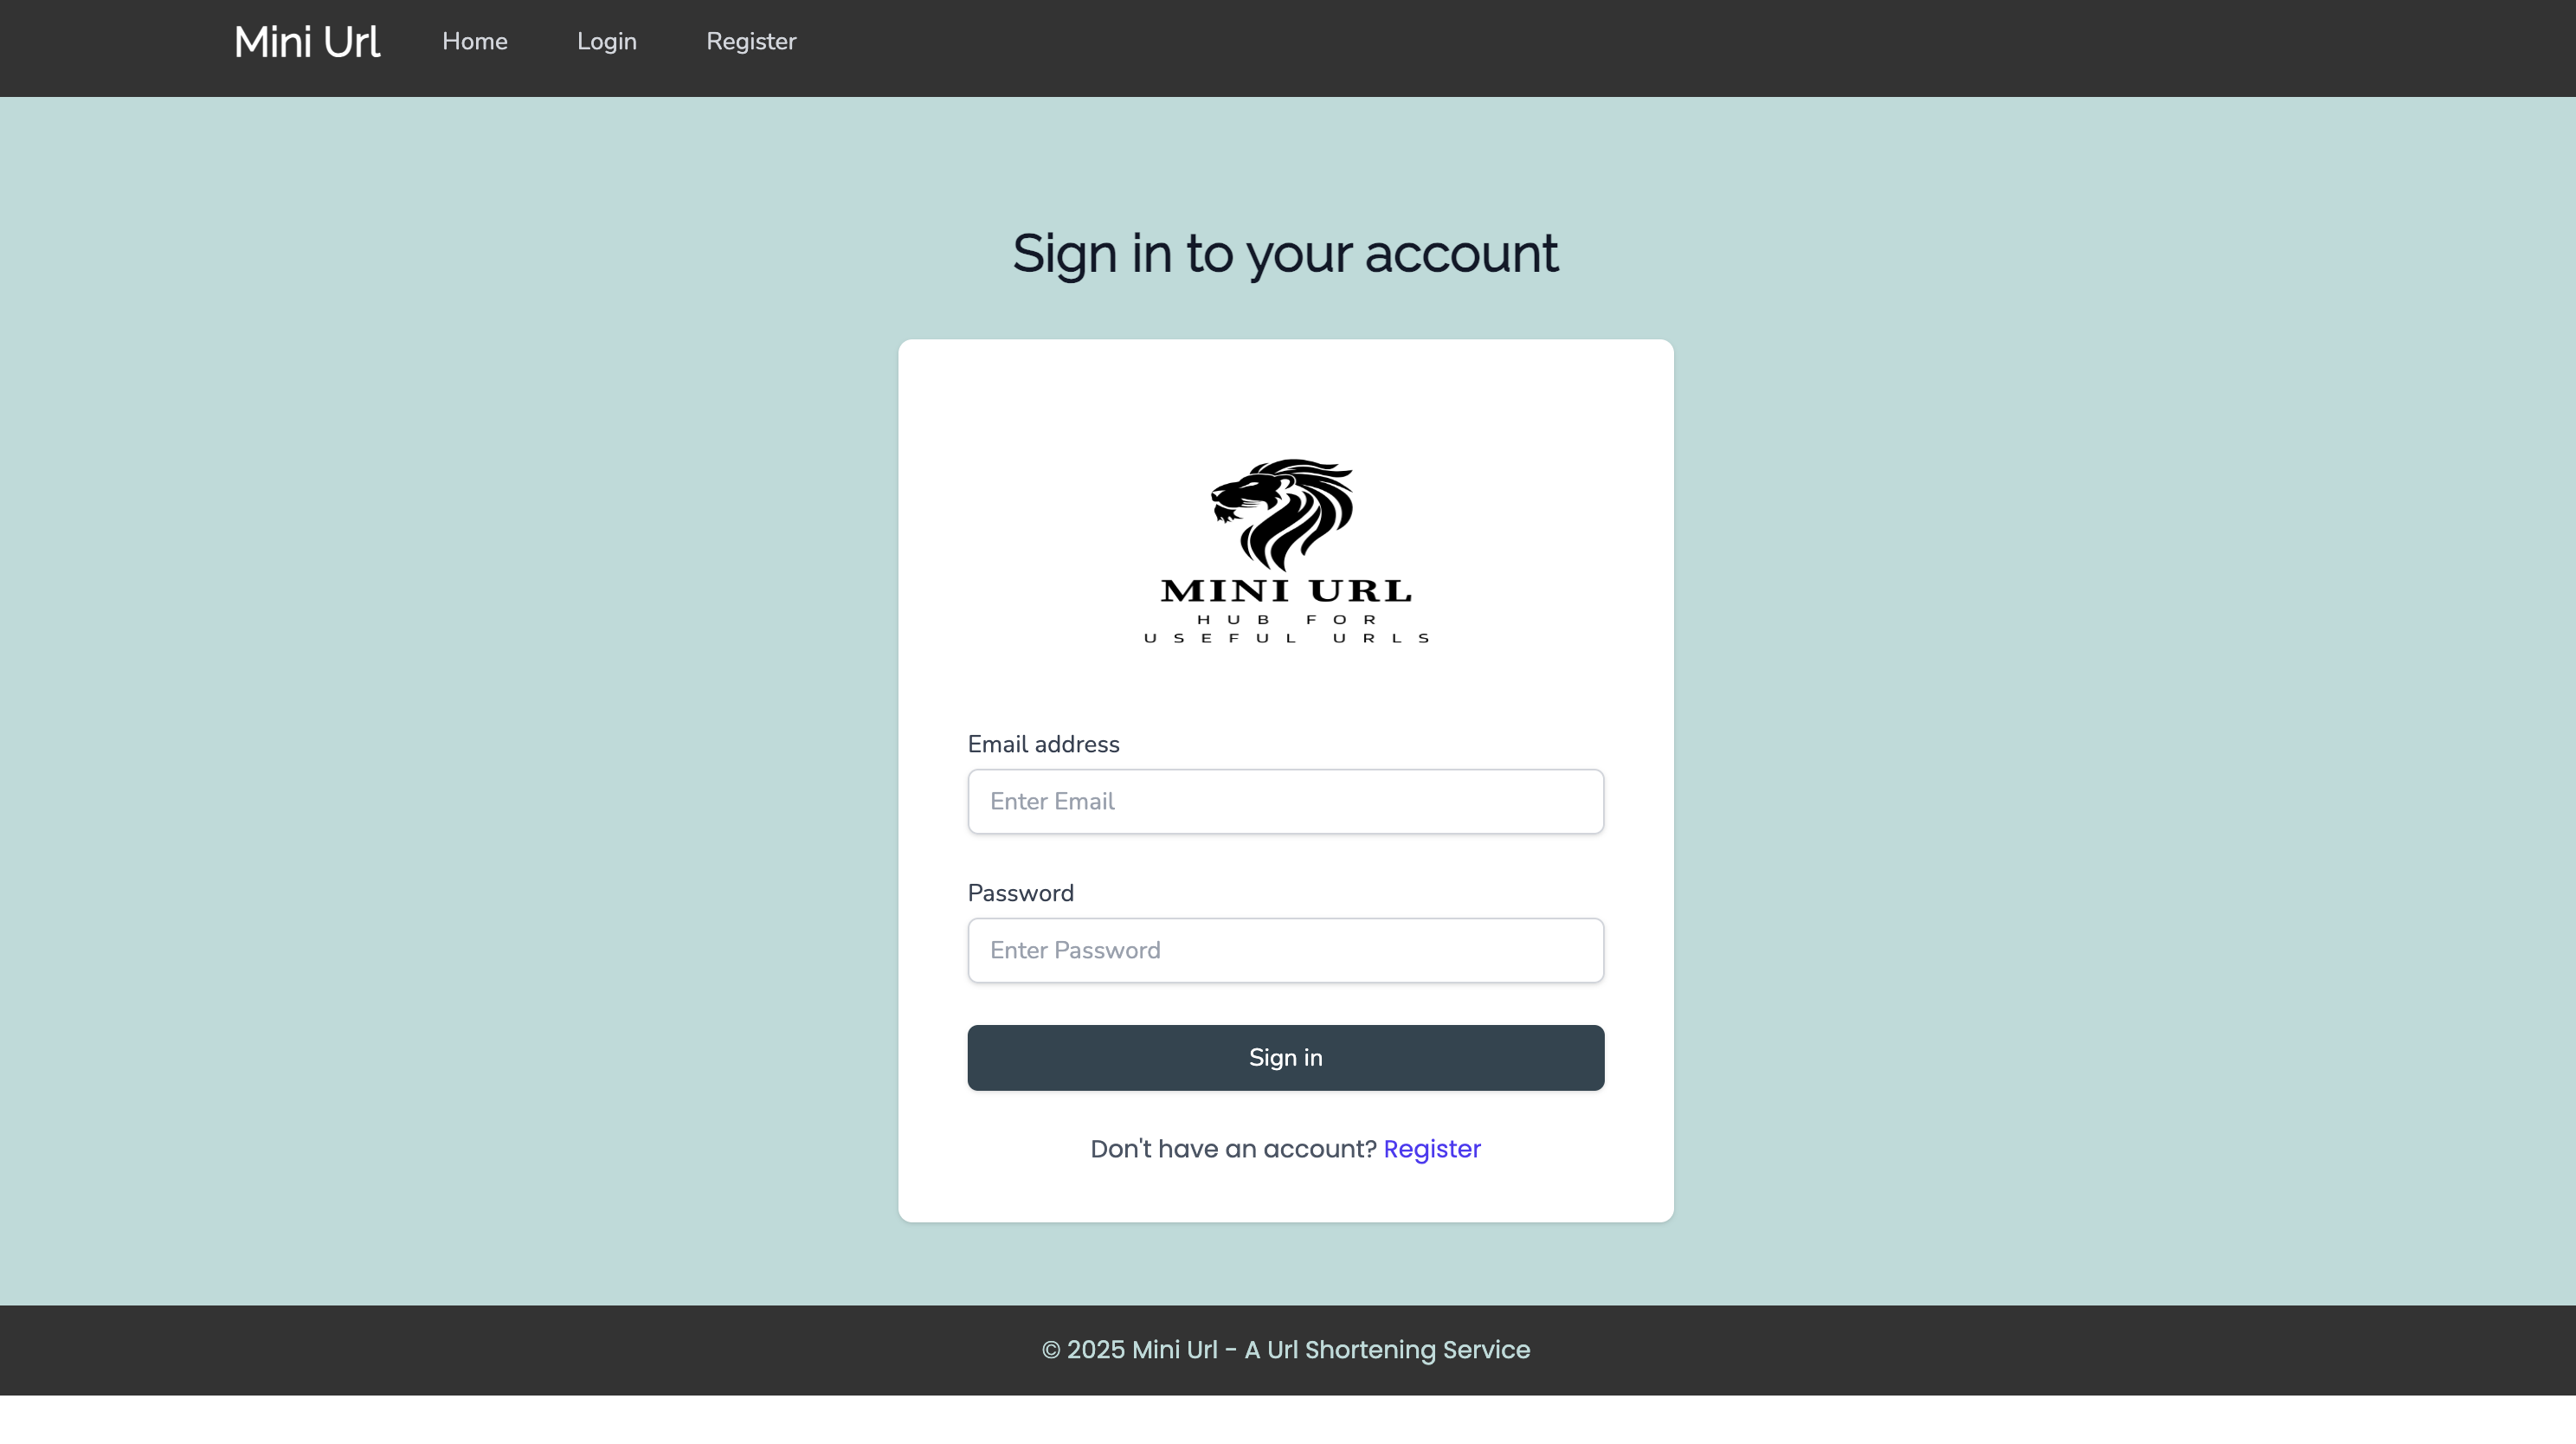 Mini Url Home Login Register
Sign in to your account
MINI URL
HUB FOR
USEFUL URLS
Email address
Enter Email
Password
Enter Password
Sign in
Don't have an account? Register
© 2025 Mini Url - A Url Shortening Service